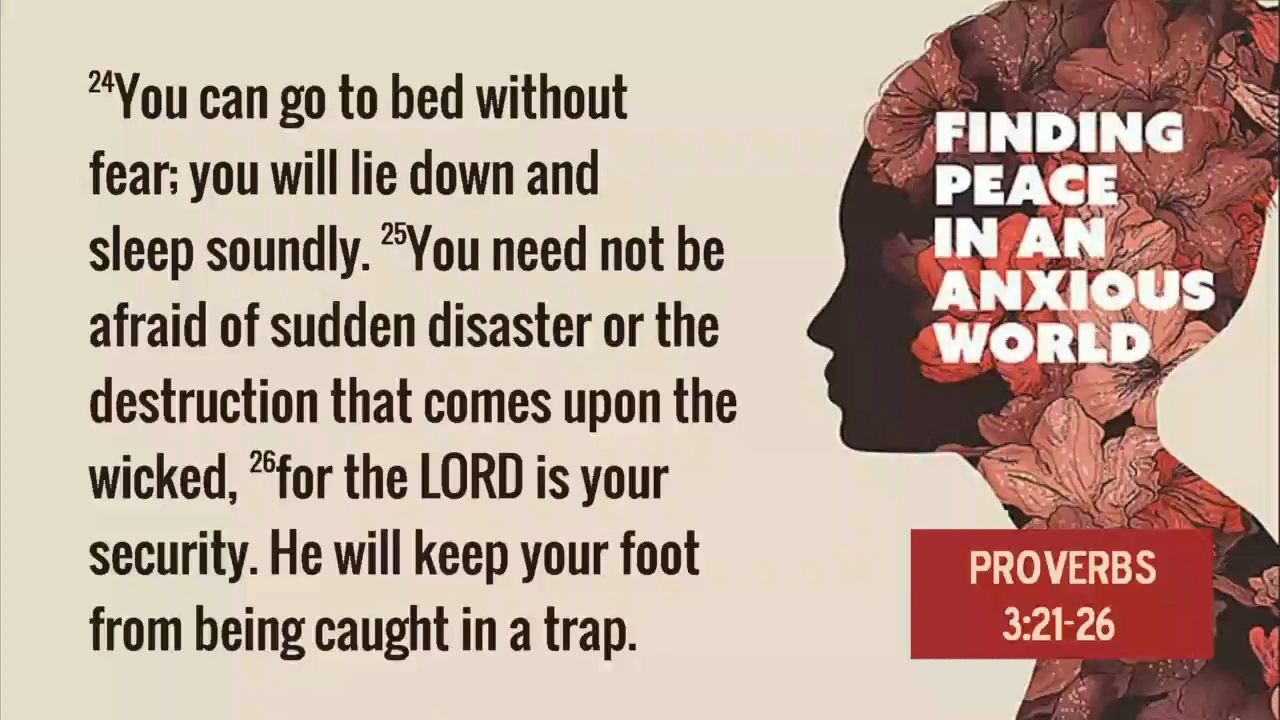 24You can go to bed without
fear; you will lie down and
sleep soundly. 25You need not be
afraid of sudden disaster or the
destruction that comes upon the
wicked, 26for the LORD is your
security. He will keep your foot
from being caught in a trap.
FINDING
PEACE
IN AN
ANXIOUS
WORLD
PROVERBS
3:21-26